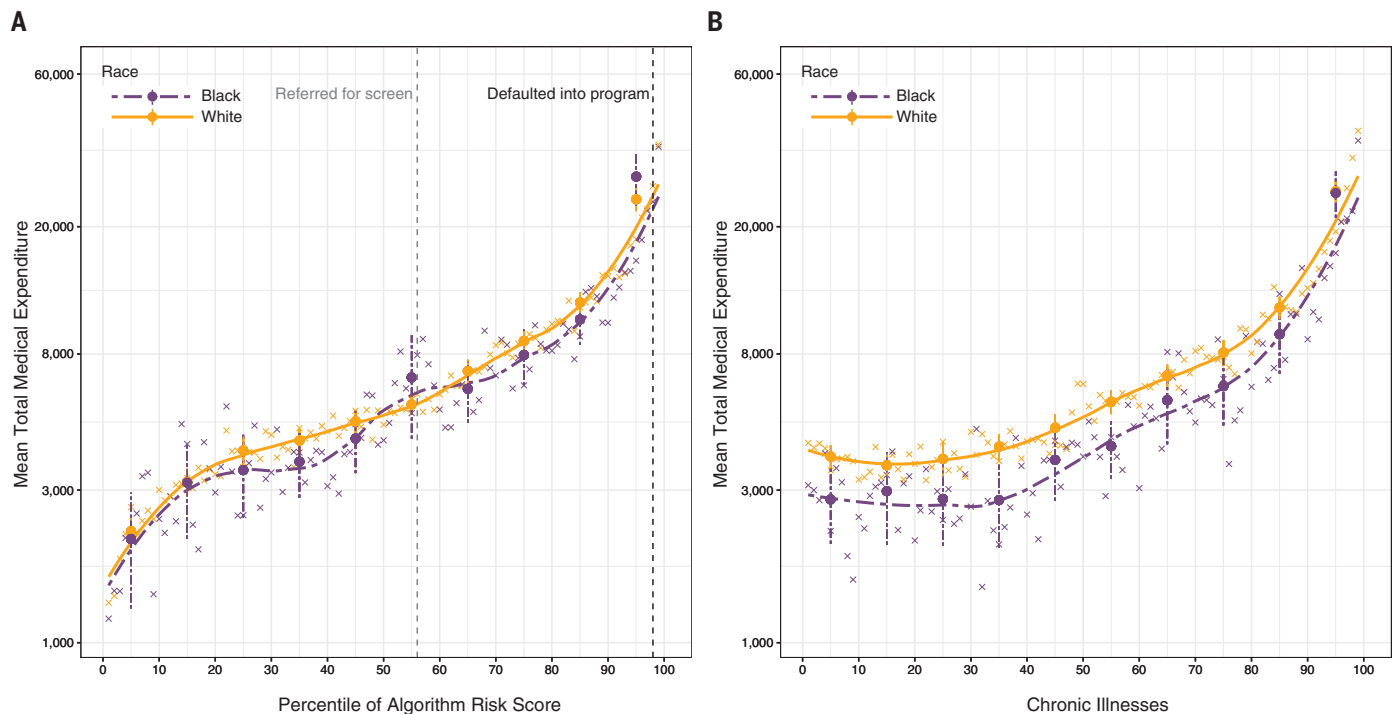 A
60,000
20,000
8,000
3,000
1,000
Mean Total Medical Expenditure
Race
Black
White
Referred for screen
Defaulted into program
0 10 20 30 40 50 60 70 80 90 100
Percentile of Algorithm Risk Score
B
60,000
20,000
8,000
3,000
1,000
Mean Total Medical Expenditure
Race
Black
White
0 10 20 30 40 50 60 70 80 90 100
Chronic Illnesses